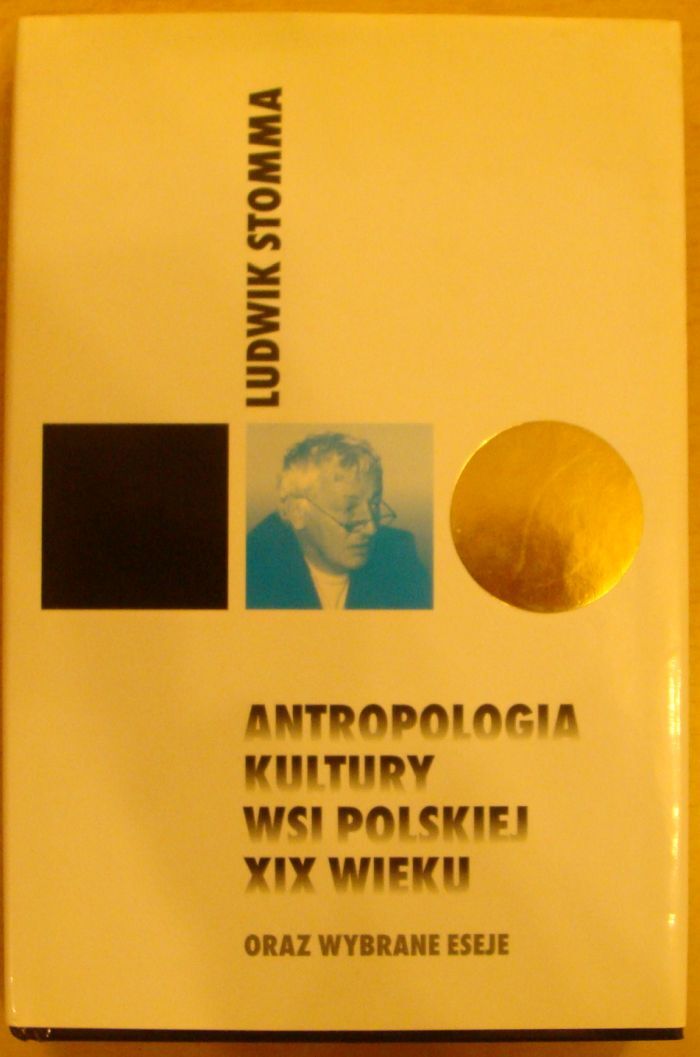 LUDWIK STOMMA
ANTROPOLOGIA
KULTURY
WSI POLSKIEJ
XIX WIEKU
ORAZ WYBRANE ESEJE